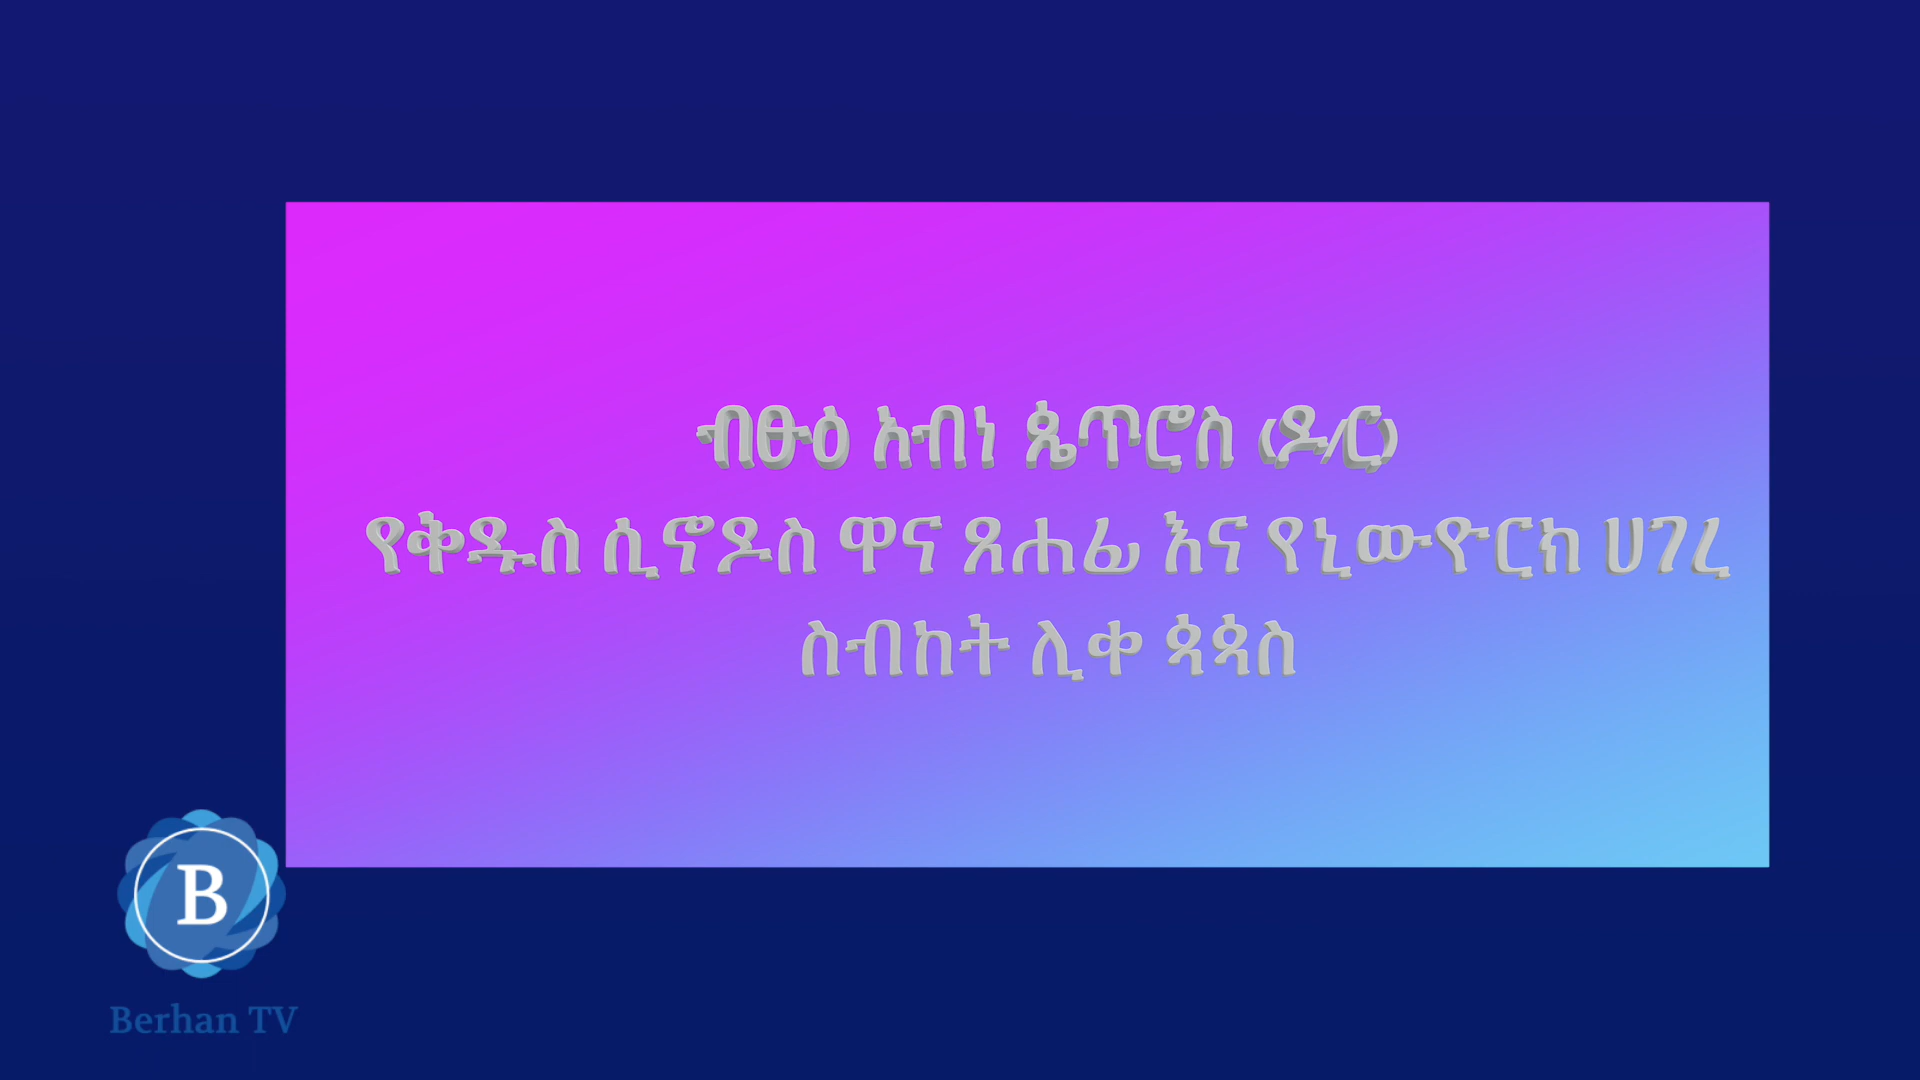 ብፁዕ አብነ ጴጥሮስ (ዶ/ር)
የቅዱስ ሲኖዶስ ዋና ጸሐፊ እና የኒውዮርክ ሀገረ
ስብከት ሊቀ ጳጳስ
B
Berhan TV